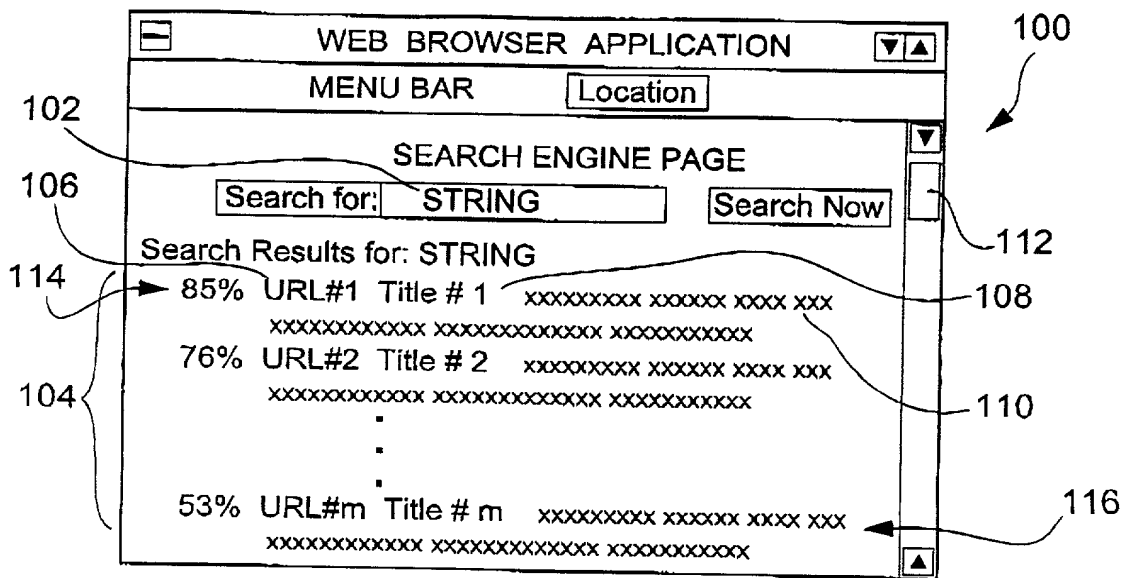 WEB BROWSER APPLICATION
100
MENU BAR Location
102
SEARCH ENGINE PAGE
106
Search for: STRING Search Now
112
Search Results for: STRING
114
85% URL#1 Title # 1 xxxxxxxxx xxxxxx xxxx xxx
108
xxxxxxxxxxxx xxxxxxxxxxxxx xxxxxxxxxxx
76% URL#2 Title # 2 xxxxxxxxx xxxxxx xxxx xxx
104
xxxxxxxxxxxx xxxxxxxxxxxxx xxxxxxxxxxx
110
53% URL#m Title # m xxxxxxxxx xxxxxx xxxx xxx
116
xxxxxxxxxxxx xxxxxxxxxxxxx xxxxxxxxxxx